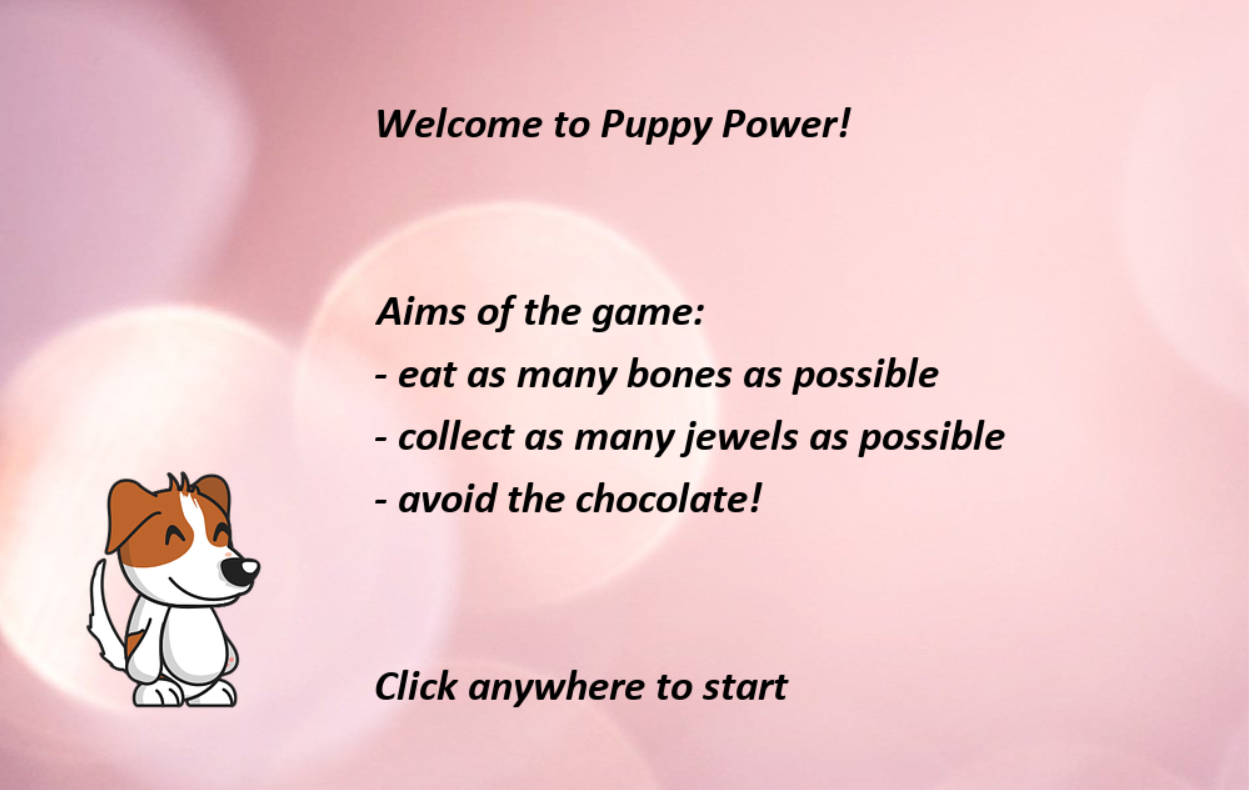 Welcome to Puppy Power!
Aims of the game:
- eat as many bones as possible
- collect as many jewels as possible
- avoid the chocolate!
Click anywhere to start